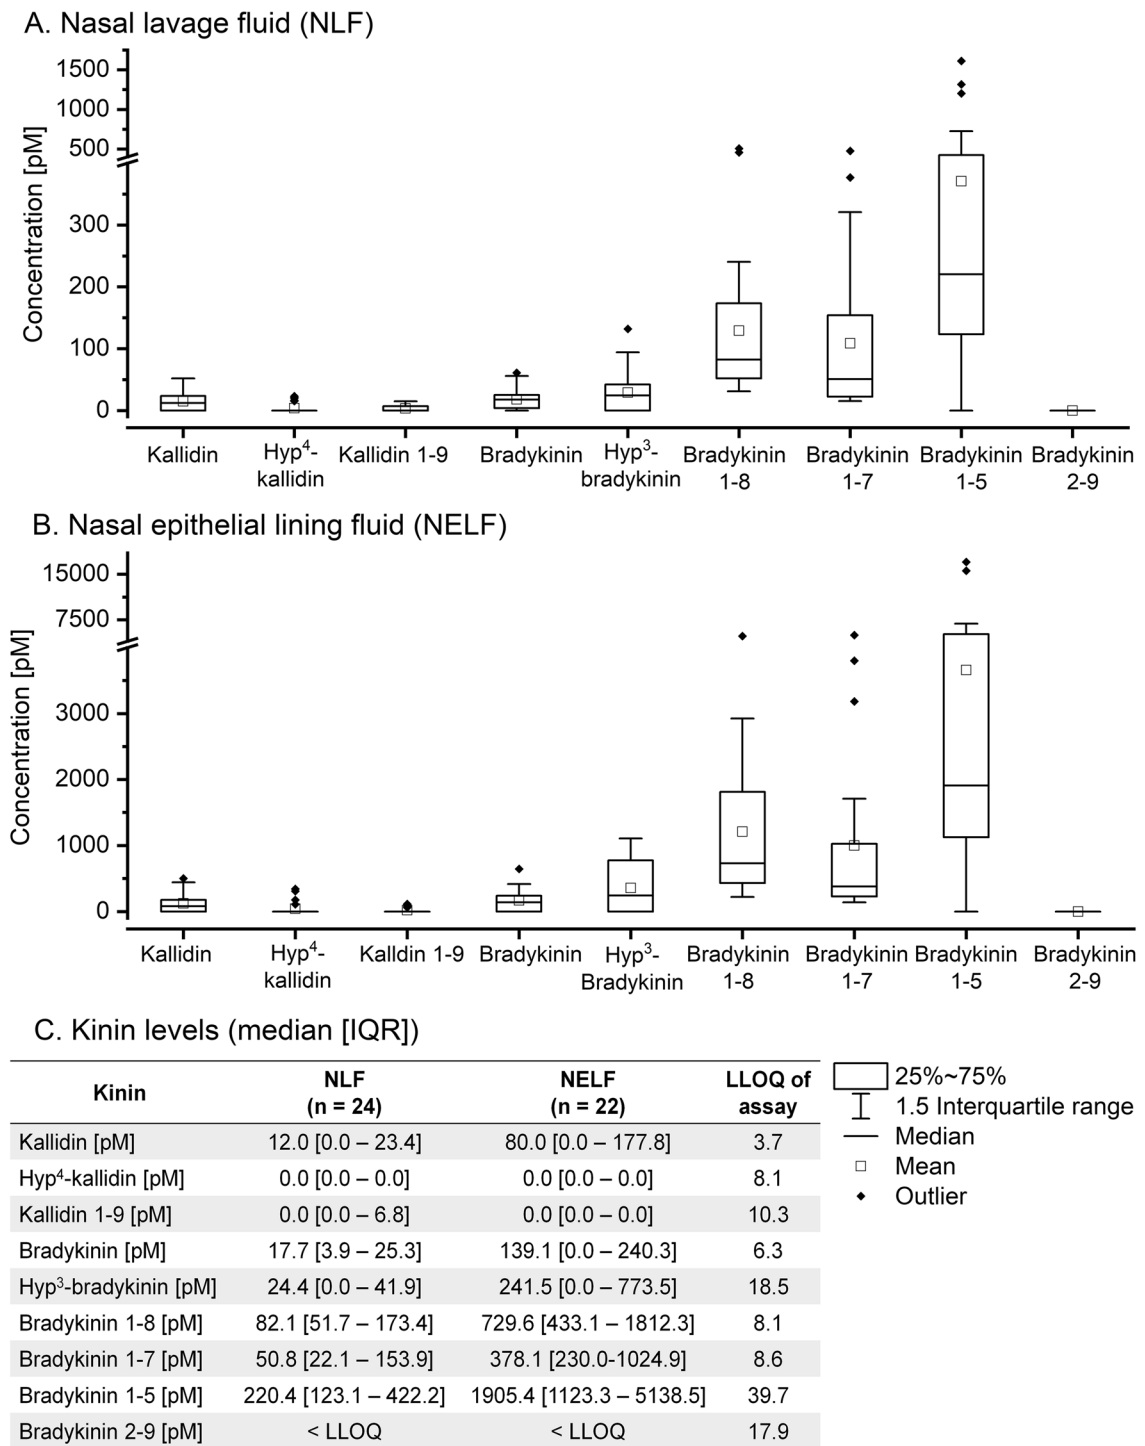 A. Nasal lavage fluid (NLF)
Concentration [pM]
1500
1000
500
300
200
100
0
Kallidin
Hyp⁴-
kallidin
Kallidin 1-9
Bradykinin
Hyp³-
bradykinin
Bradykinin
1-8
Bradykinin
1-7
Bradykinin
1-5
Bradykinin
2-9
B. Nasal epithelial lining fluid (NELF)
Concentration [pM]
15000
7500
3000
2000
1000
0
Kallidin
Hyp⁴-
kallidin
Kalldin 1-9
Bradykinin
Hyp³-
Bradykinin
Bradykinin
1-8
Bradykinin
1-7
Bradykinin
1-5
Bradykinin
2-9
C. Kinin levels (median [IQR])
Kinin NLF (n = 24) NELF (n = 22) LLOQ of assay
Kallidin [pM] 12.0 [0.0 – 23.4] 80.0 [0.0 – 177.8] 3.7
Hyp⁴-kallidin [pM] 0.0 [0.0 – 0.0] 0.0 [0.0 – 0.0] 8.1
Kallidin 1-9 [pM] 0.0 [0.0 – 6.8] 0.0 [0.0 – 0.0] 10.3
Bradykinin [pM] 17.7 [3.9 – 25.3] 139.1 [0.0 – 240.3] 6.3
Hyp³-bradykinin [pM] 24.4 [0.0 – 41.9] 241.5 [0.0 – 773.5] 18.5
Bradykinin 1-8 [pM] 82.1 [51.7 – 173.4] 729.6 [433.1 – 1812.3] 8.1
Bradykinin 1-7 [pM] 50.8 [22.1 – 153.9] 378.1 [230.0-1024.9] 8.6
Bradykinin 1-5 [pM] 220.4 [123.1 – 422.2] 1905.4 [1123.3 – 5138.5] 39.7
Bradykinin 2-9 [pM] < LLOQ < LLOQ 17.9
25%~75%
1.5 Interquartile range
Median
Mean
Outlier